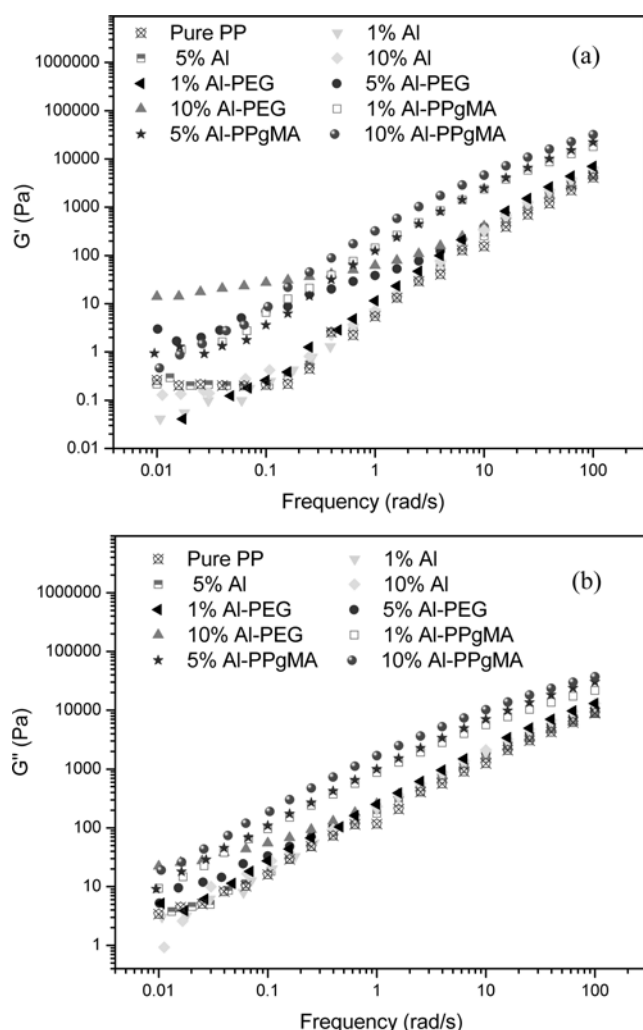 Pure PP 1% Al
5% Al 10% Al
1% Al-PEG 5% Al-PEG
10% Al-PEG 1% Al-PPgMA
5% Al-PPgMA 10% Al-PPgMA
(a)
G' (Pa)
1000000
100000
10000
1000
100
10
1
0.1
0.01
0.01 0.1 1 10 100
Frequency (rad/s)
Pure PP 1% Al
5% Al 10% Al
1% Al-PEG 5% Al-PEG
10% Al-PEG 1% Al-PPgMA
5% Al-PPgMA 10% Al-PPgMA
(b)
G" (Pa)
1000000
100000
10000
1000
100
10
1
0.01 0.1 1 10 100
Frequency (rad/s)